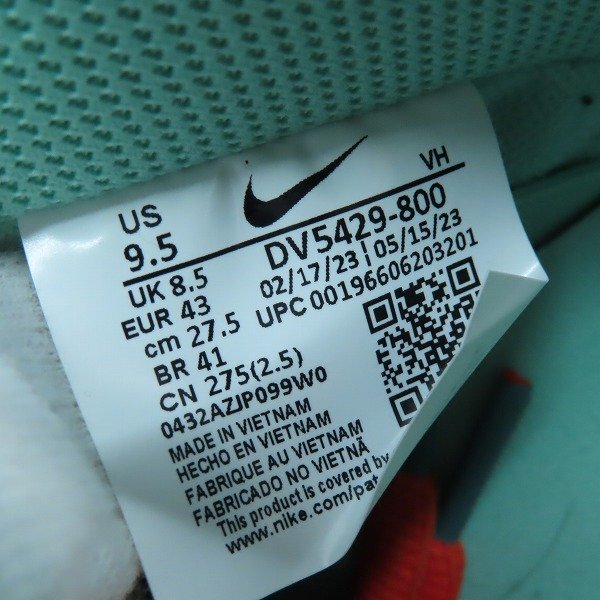 VH
US
9.5
DV5429-800
02/17/23 | 05/15/23
UPC 00196606203201
UK 8.5
EUR 43
cm 27.5
BR 41
CN 275(2.5)
0432AZJP099W0
MADE IN VIETNAM
HECHO EN VIETNAM
FABRIQUE AU VIETNAM
FABRICADO NO VIETNÃ
This product is covered by
www.nike.com/pat